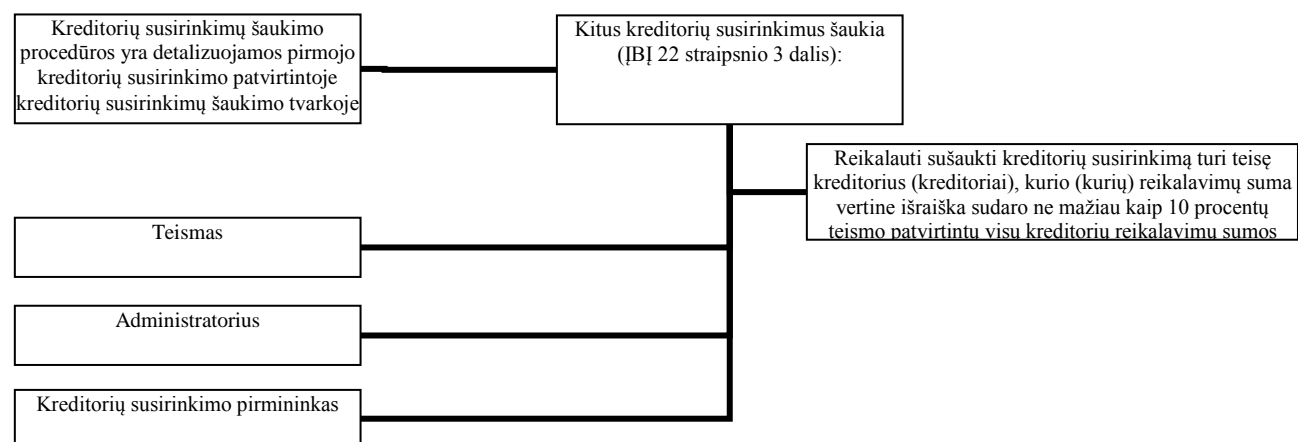 Kreditorių susirinkimų šaukimo
procedūros yra detalizuojamos pirmojo
kreditorių susirinkimo patvirtintoje
kreditorių susirinkimų šaukimo tvarkoje
Kitus kreditorių susirinkimus šaukia
(ĮBĮ 22 straipsnio 3 dalis):
Reikalauti sušaukti kreditorių susirinkimą turi teisę
kreditorius (kreditoriai), kurio (kurių) reikalavimų suma
vertine išraiška sudaro ne mažiau kaip 10 procentų
teismo patvirtintų visų kreditorių reikalavimų sumos
Teismas
Administratorius
Kreditorių susirinkimo pirmininkas